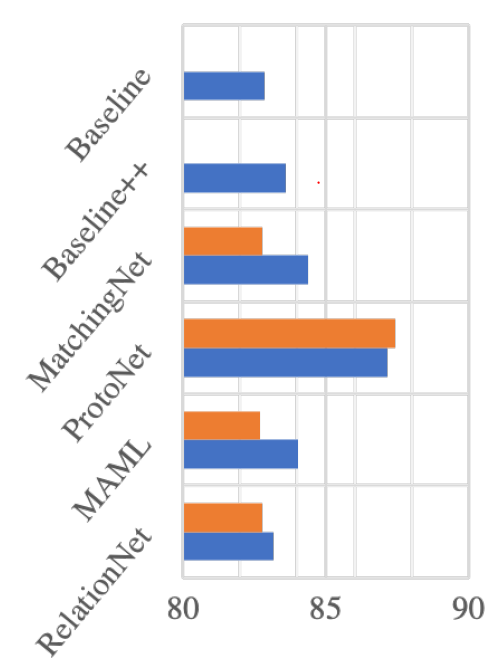 Baseline
Baseline++
MatchingNet
ProtoNet
MAML
RelationNet
80 85 90